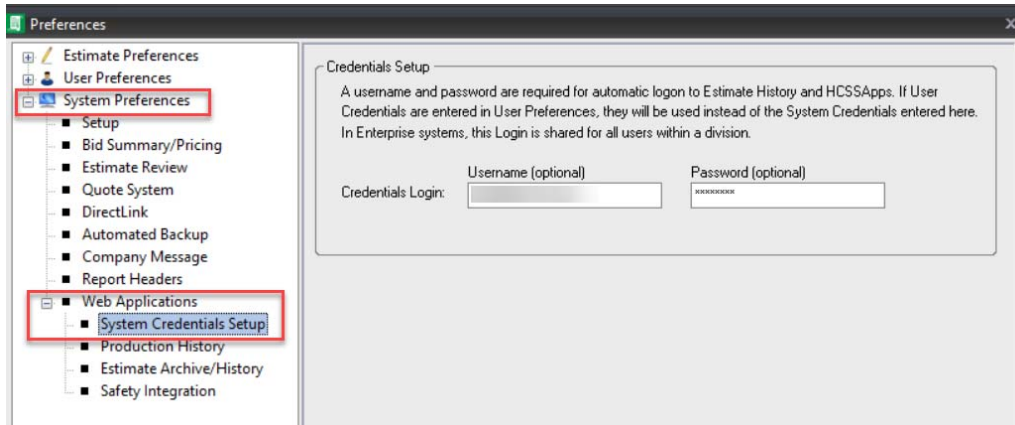 Preferences
Estimate Preferences
User Preferences
System Preferences
Setup
Bid Summary/Pricing
Estimate Review
Quote System
DirectLink
Automated Backup
Company Message
Report Headers
Web Applications
System Credentials Setup
Production History
Estimate Archive/History
Safety Integration
Credentials Setup
A username and password are required for automatic logon to Estimate History and HCSSApps. If User
Credentials are entered in User Preferences, they will be used instead of the System Credentials entered here.
In Enterprise systems, this Login is shared for all users within a division.
Username (optional) Password (optional)
Credentials Login: xxxxxxxx